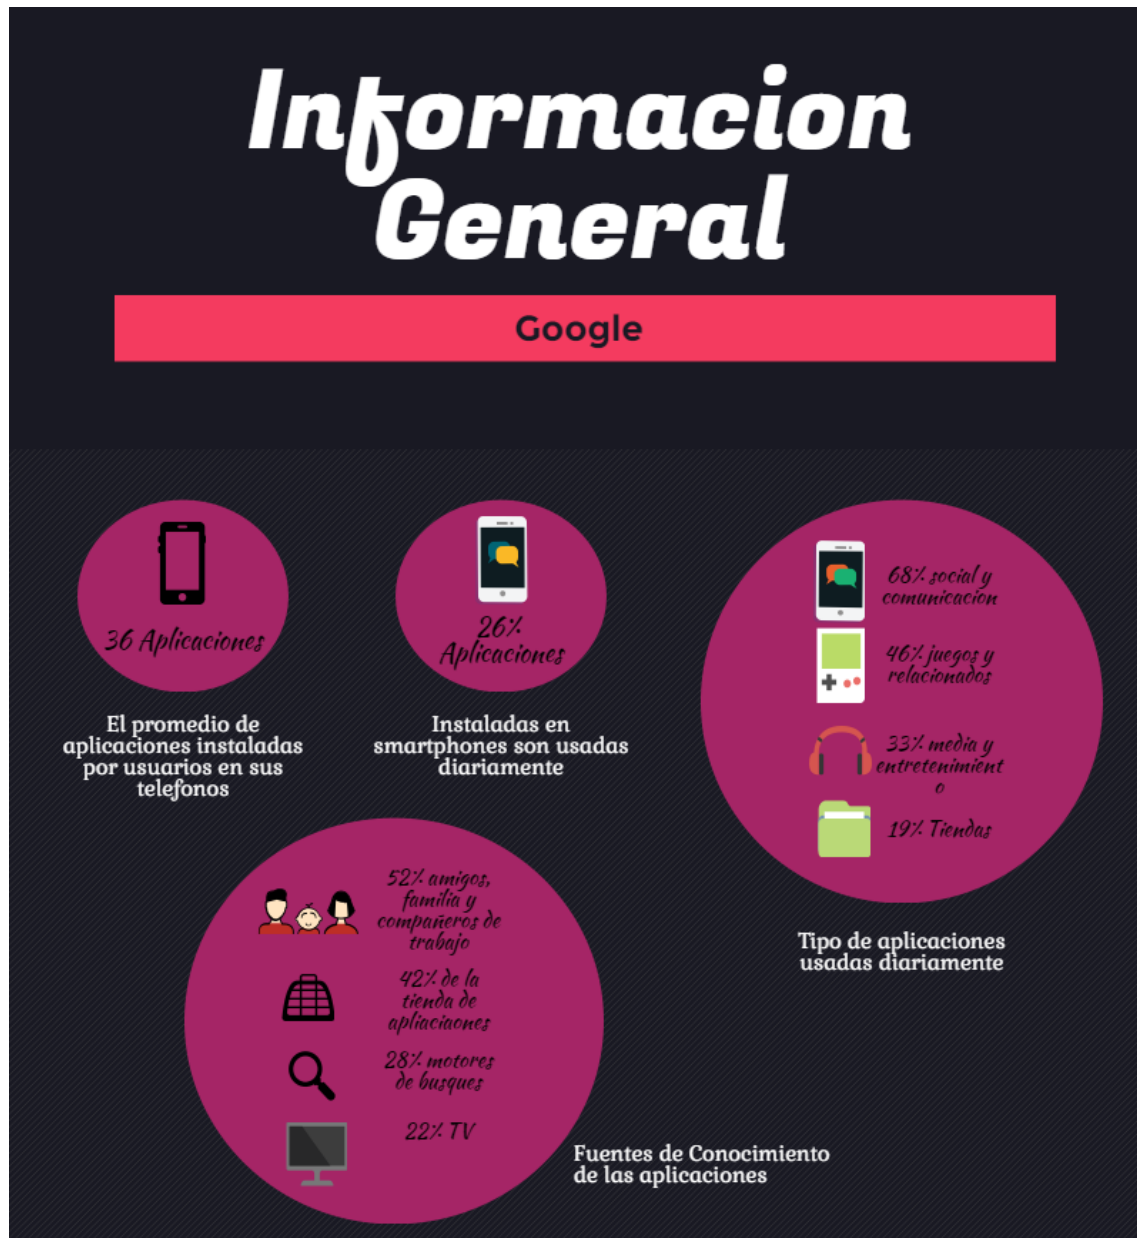 Informacion
General
Google
36 Aplicaciones
El promedio de
aplicaciones instaladas
por usuarios en sus
telefonos
26%
Aplicaciones
Instaladas en
smartphones son usadas
diariamente
68% social y
comunicacion
46% juegos y
relacionados
33% media y
entretenimient
o
19% Tiendas
Tipo de aplicaciones
usadas diariamente
52% amigos,
familia y
compañeros de
trabajo
42% de la
tienda de
apliaciaones
28% motores
de busques
22% TV
Fuentes de Conocimiento
de las aplicaciones